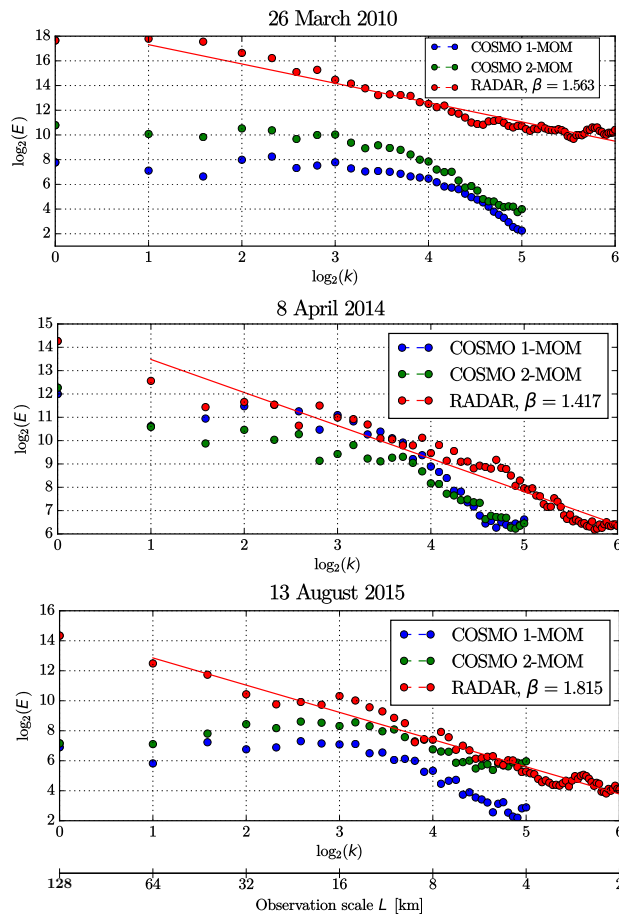 26 March 2010
18
16
14
12
10
8
6
4
2
log₂(E)
COSMO 1-MOM
COSMO 2-MOM
RADAR, β = 1.563
0 1 2 3 4 5 6
log₂(k)
8 April 2014
15
14
13
12
11
10
9
8
7
6
log₂(E)
COSMO 1-MOM
COSMO 2-MOM
RADAR, β = 1.417
0 1 2 3 4 5 6
log₂(k)
13 August 2015
16
14
12
10
8
6
4
2
log₂(E)
COSMO 1-MOM
COSMO 2-MOM
RADAR, β = 1.815
0 1 2 3 4 5 6
log₂(k)
128 64 32 16 8 4 2
Observation scale L [km]